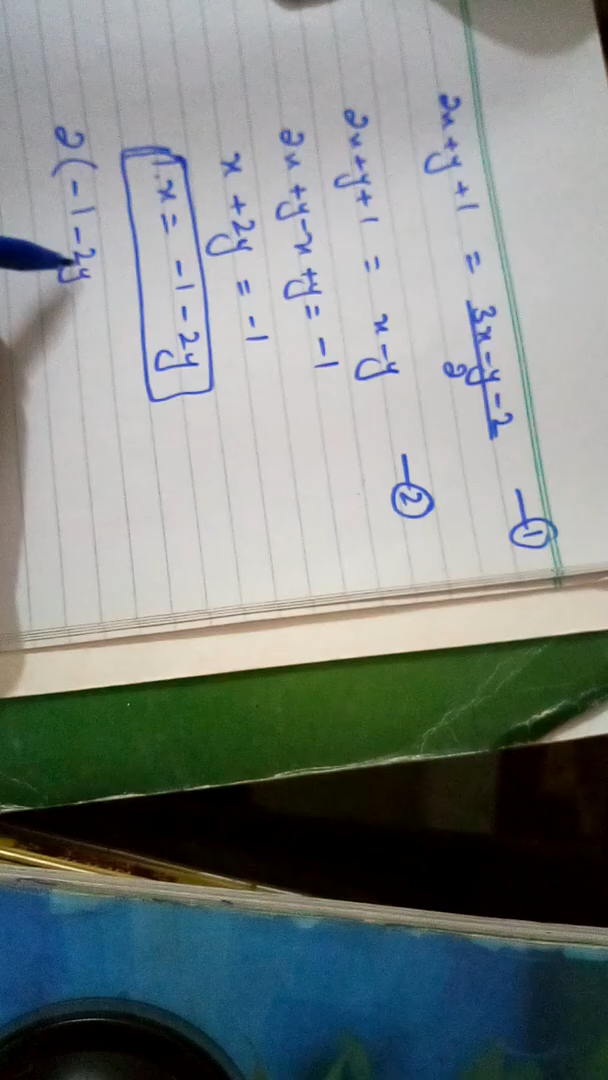 2x+y+1 = (3x-y-2)/2 —①
2x+y+1 = x-y —②
2x+y-x+y = -1
x+2y = -1
x = -1-2y
2(-1-2y